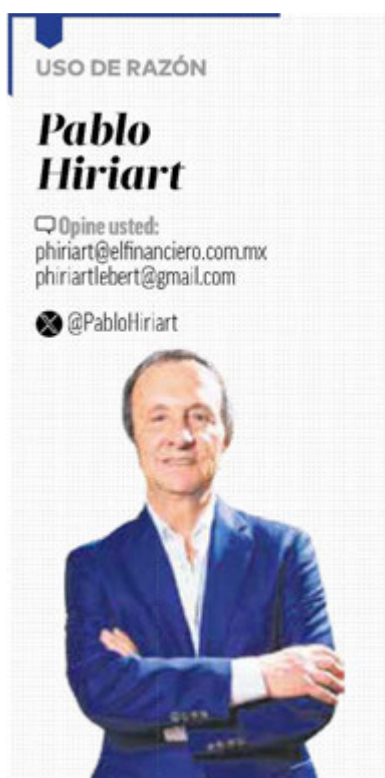 USO DE RAZÓN
Pablo
Hiriart
Opine usted:
phiriart@elfinanciero.com.mx
phiriartlebert@gmail.com
@PabloHiriart